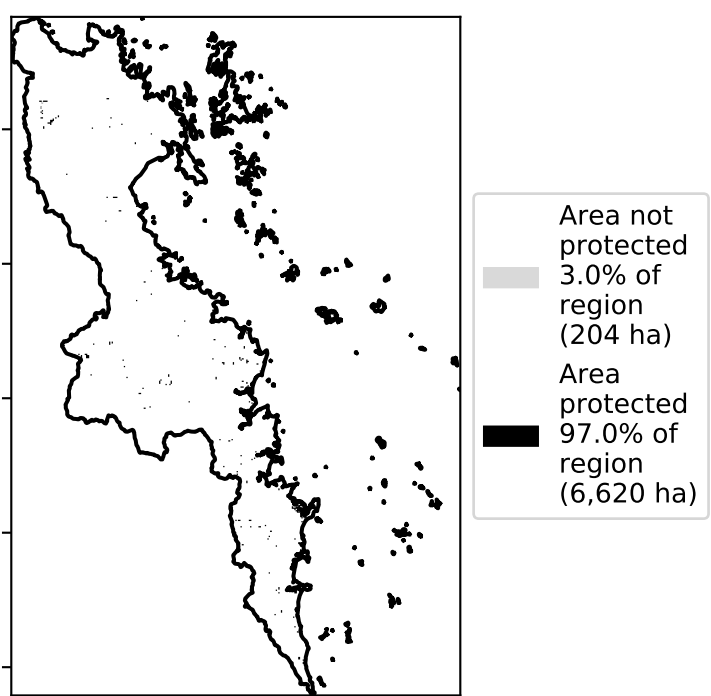 Area not
protected
3.0% of
region
(204 ha)
Area
protected
97.0% of
region
(6,620 ha)